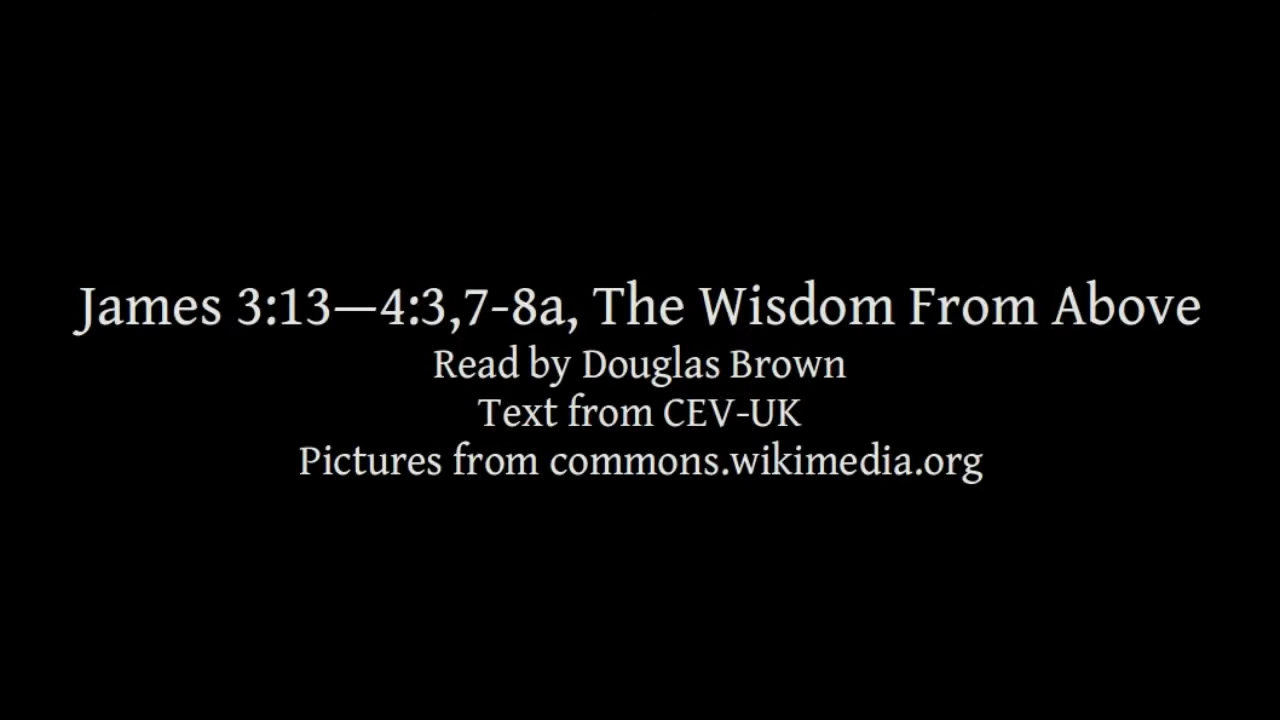 James 3:13—4:3,7-8a, The Wisdom From Above
Read by Douglas Brown
Text from CEV-UK
Pictures from commons.wikimedia.org